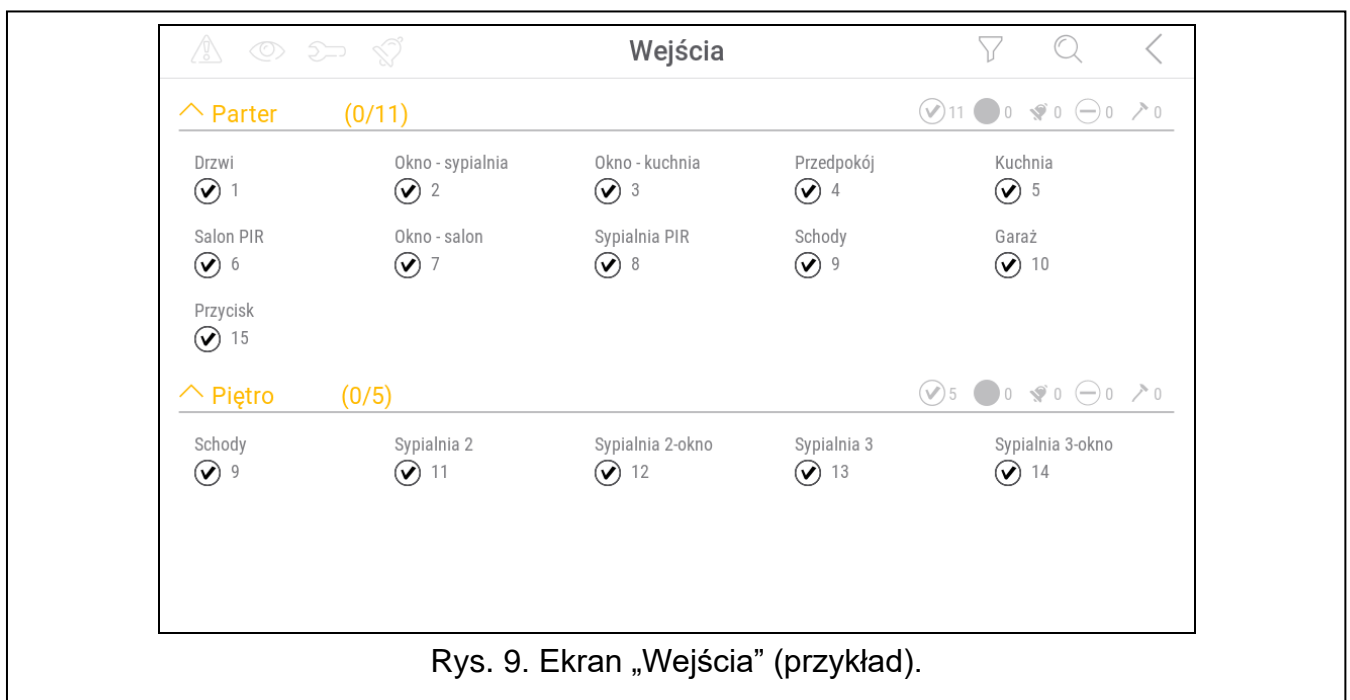 Wejścia
Parter (0/11) 11 0 0 0 0
Drzwi Okno - sypialnia Okno - kuchnia Przedpokój Kuchnia
1 2 3 4 5
Salon PIR Okno - salon Sypialnia PIR Schody Garaż
6 7 8 9 10
Przycisk
15
Piętro (0/5) 5 0 0 0 0
Schody Sypialnia 2 Sypialnia 2-okno Sypialnia 3 Sypialnia 3-okno
9 11 12 13 14
Rys. 9. Ekran „Wejścia” (przykład).